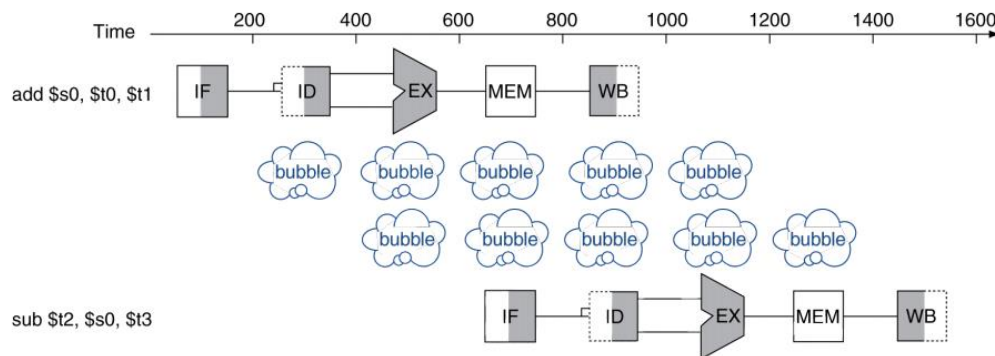 200 400 600 800 1000 1200 1400 1600
Time
add $s0, $t0, $t1 IF ID EX MEM WB
bubble bubble bubble bubble bubble
bubble bubble bubble bubble bubble
sub $t2, $s0, $t3 IF ID EX MEM WB